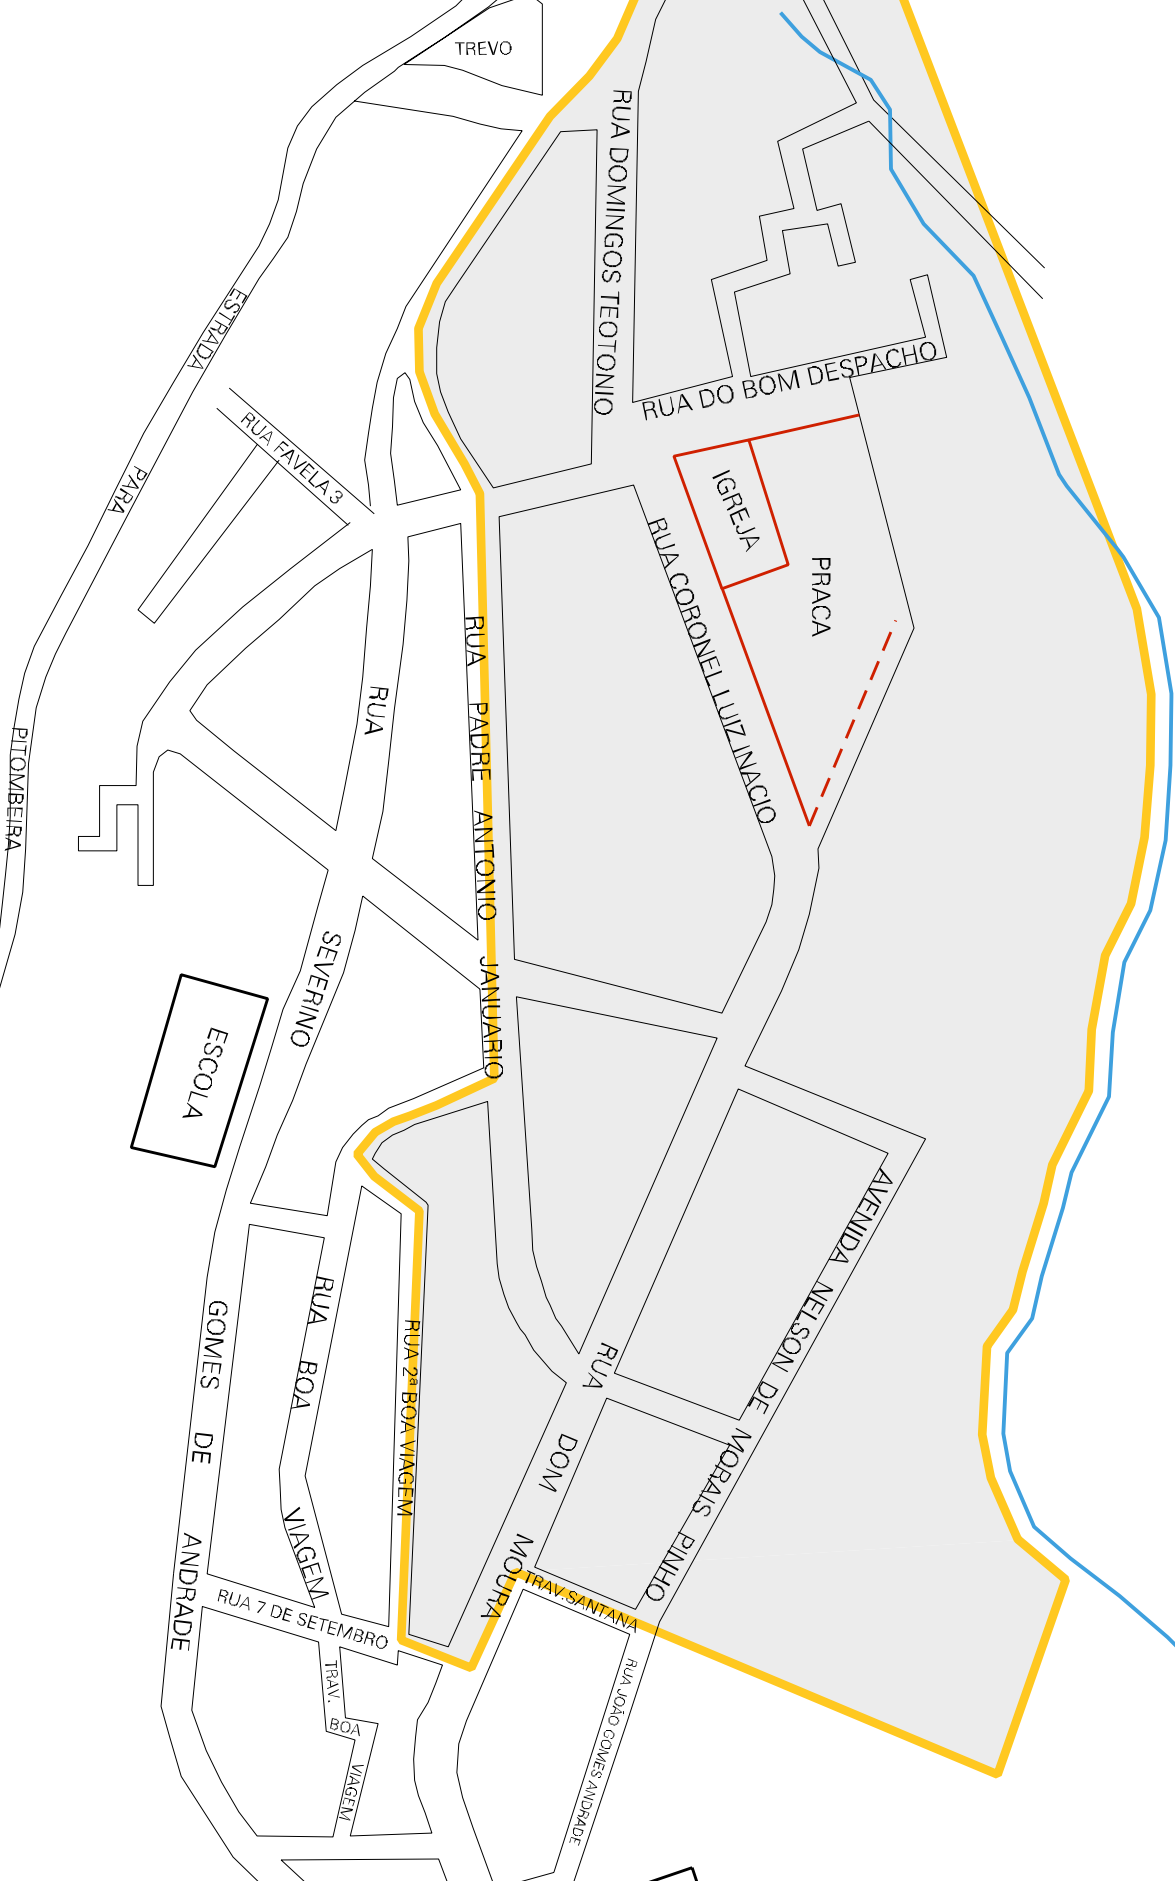 TREVO
RUA DOMINGOS TEOTONIO
ESTRADA
PARA
PITOMBEIRA
RUA DO BOM DESPACHO
RUA FAVELA 3
IGREJA
PRACA
RUA CORONEL LUIZ INACIO
RUA PADRE ANTONIO JANUARIO
RUA
SEVERINO
GOMES
DE
ANDRADE
ESCOLA
AVENIDA NELSON DE MORAIS PINHO
RUA BOA VIAGEM
RUA 2ª BOA VIAGEM
RUA DOM MOURA
TRAV.SANTANA
RUA 7 DE SETEMBRO
TRAV.
BOA
VIAGEM
RUA JOÃO GOMES ANDRADE